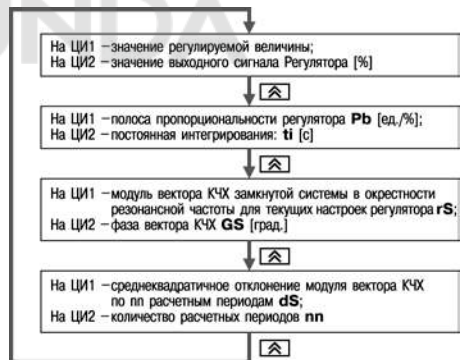 UNDA
На ЦИ1 – значение регулируемой величины;
На ЦИ2 – значение выходного сигнала Регулятора [%]
На ЦИ1 – полоса пропорциональности регулятора Pb [ед./%];
На ЦИ2 – постоянная интегрирования: ti [с]
На ЦИ1 – модуль вектора КЧХ замкнутой системы в окрестности
резонансной частоты для текущих настроек регулятора rS;
На ЦИ2 – фаза вектора КЧХ GS [град.]
На ЦИ1 – среднеквадратичное отклонение модуля вектора КЧХ
по nn расчетным периодам dS;
На ЦИ2 – количество расчетных периодов nn